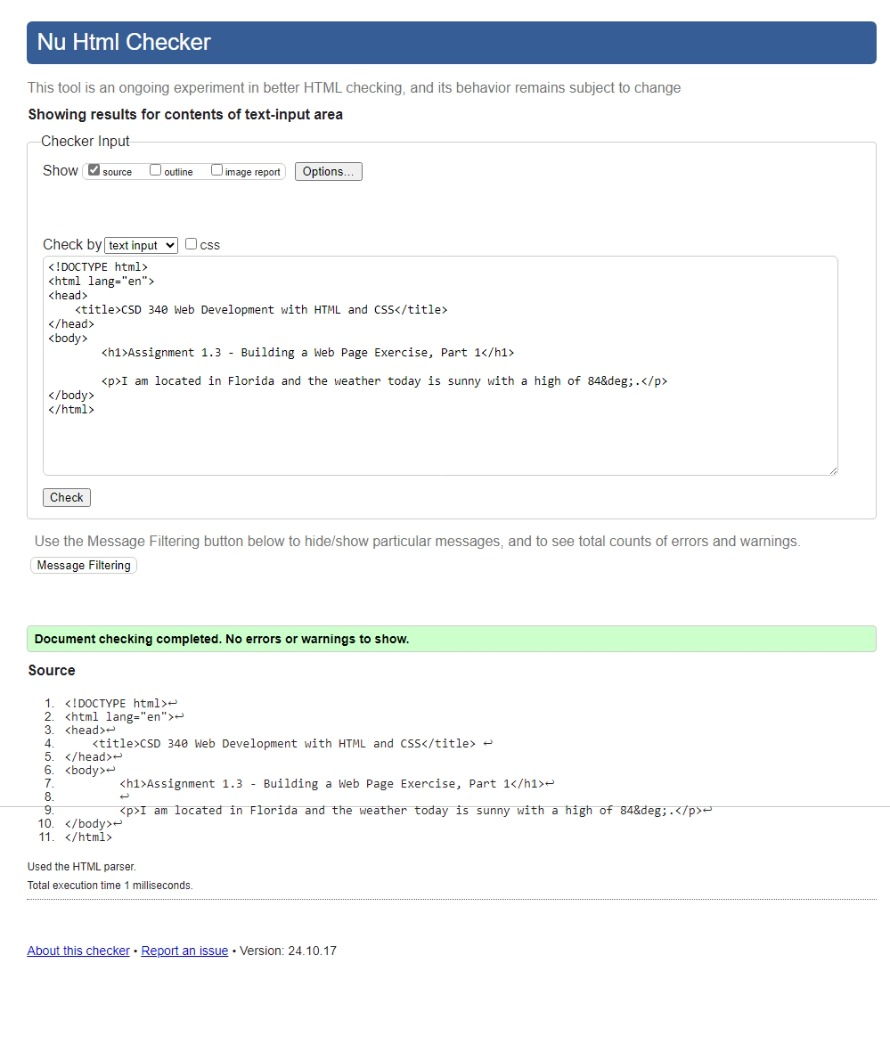 Nu Html Checker
This tool is an ongoing experiment in better HTML checking, and its behavior remains subject to change
Showing results for contents of text-input area
Checker Input
Show source outline image report Options...
Check by text input css
<!DOCTYPE html>
<html lang="en">
<head>
    <title>CSD 340 Web Development with HTML and CSS</title>
</head>
<body>
        <h1>Assignment 1.3 - Building a Web Page Exercise, Part 1</h1>
        <p>I am located in Florida and the weather today is sunny with a high of 84&deg;.</p>
</body>
</html>
Check
Use the Message Filtering button below to hide/show particular messages, and to see total counts of errors and warnings.
Message Filtering
Document checking completed. No errors or warnings to show.
Source
1. <!DOCTYPE html>↩
2. <html lang="en">↩
3. <head>↩
4.     <title>CSD 340 Web Development with HTML and CSS</title> ↩
5. </head>↩
6. <body>↩
7.         <h1>Assignment 1.3 - Building a Web Page Exercise, Part 1</h1>↩
8.         ↩
9.         <p>I am located in Florida and the weather today is sunny with a high of 84&deg;.</p>↩
10. </body>↩
11. </html>
Used the HTML parser.
Total execution time 1 milliseconds.
About this checker • Report an issue • Version: 24.10.17